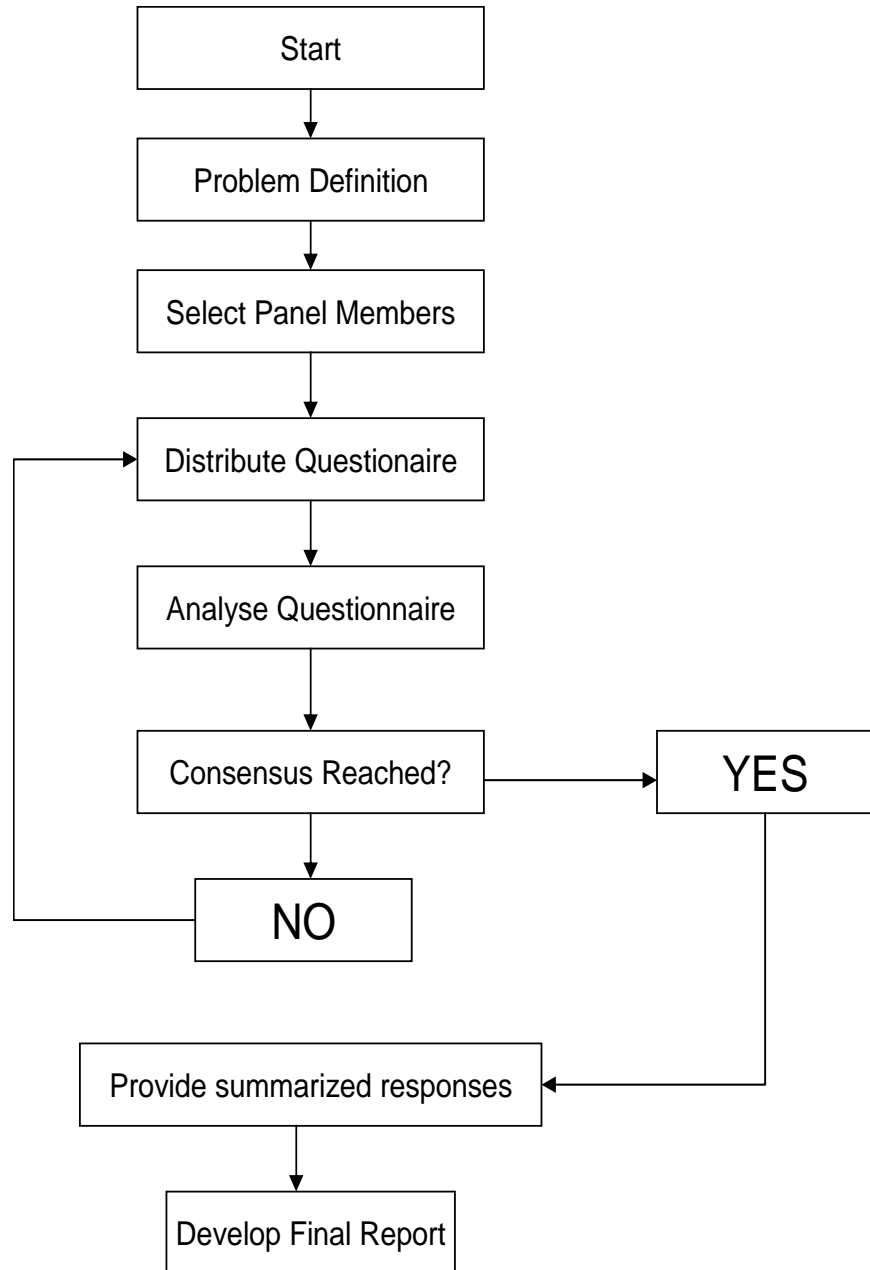 Start
Problem Definition
Select Panel Members
Distribute Questionaire
Analyse Questionnaire
Consensus Reached?
YES
NO
Provide summarized responses
Develop Final Report